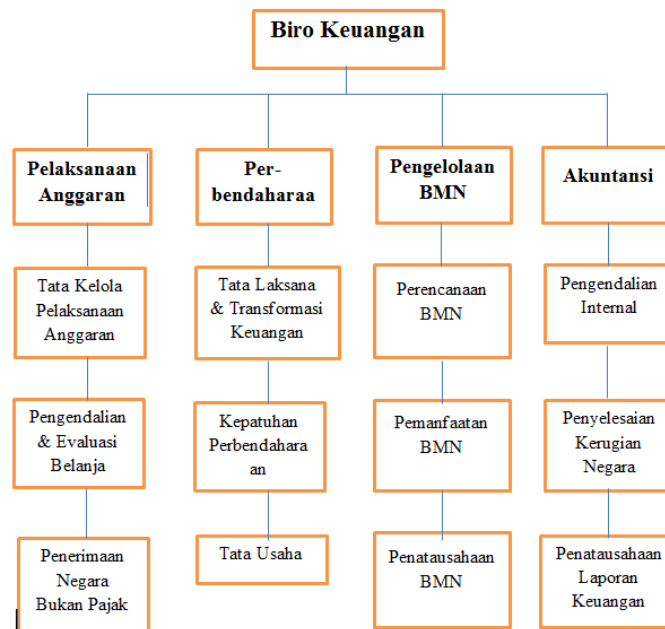 Biro Keuangan
Pelaksanaan
Anggaran
Per-
bendaharaa
Pengelolaan
BMN
Akuntansi
Tata Kelola
Pelaksanaan
Anggaran
Tata Laksana
& Transformasi
Keuangan
Perencanaan
BMN
Pengendalian
Internal
Pengendalian
& Evaluasi
Belanja
Kepatuhan
Perbendahara
an
Pemanfaatan
BMN
Penyelesaian
Kerugian
Negara
Penerimaan
Negara
Bukan Pajak
Tata Usaha
Penatausahaan
BMN
Penatausahaan
Laporan
Keuangan